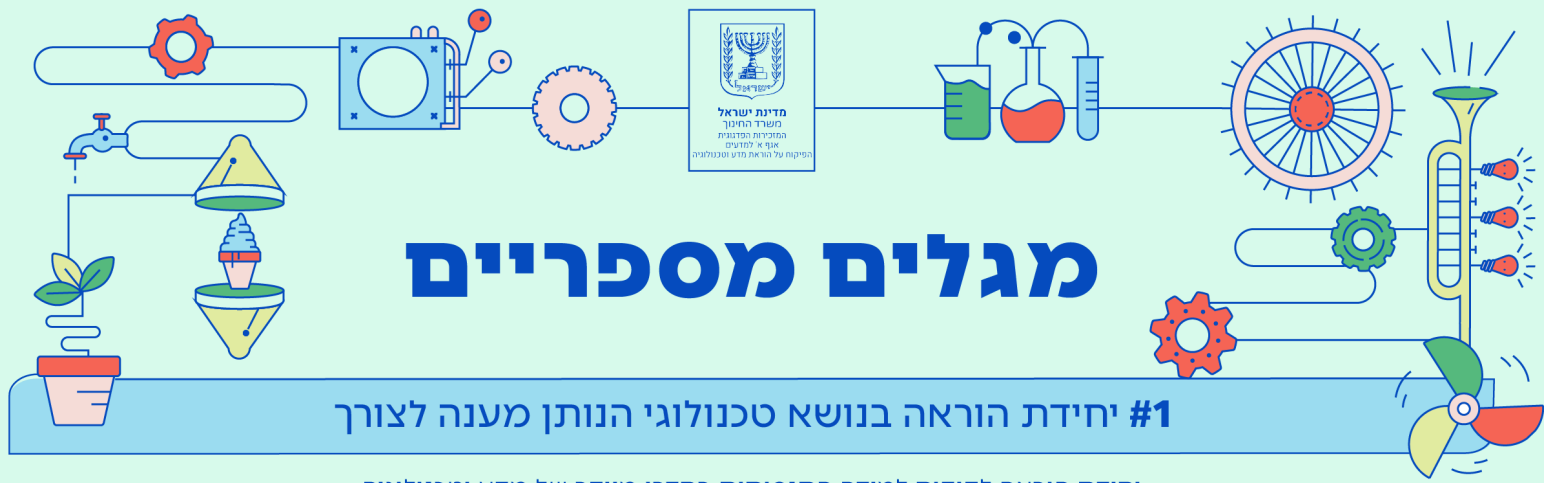 מדינת ישראל
משרד החינוך
המזכירות הפדגוגית
אגף א' למדעים
הפיקוח על הוראת מדע וטכנולוגיה
מגלים מספריים
#1 יחידת הוראה בנושא טכנולוגי הנותן מענה לצורך